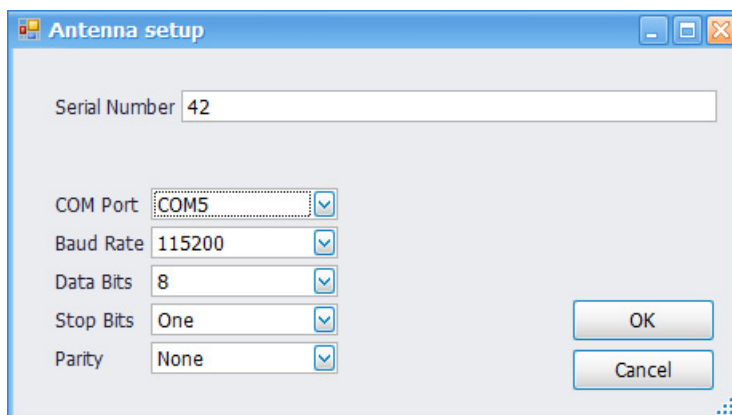 Antenna setup
Serial Number 42
COM Port COM5
Baud Rate 115200
Data Bits 8
Stop Bits One
Parity None
OK
Cancel